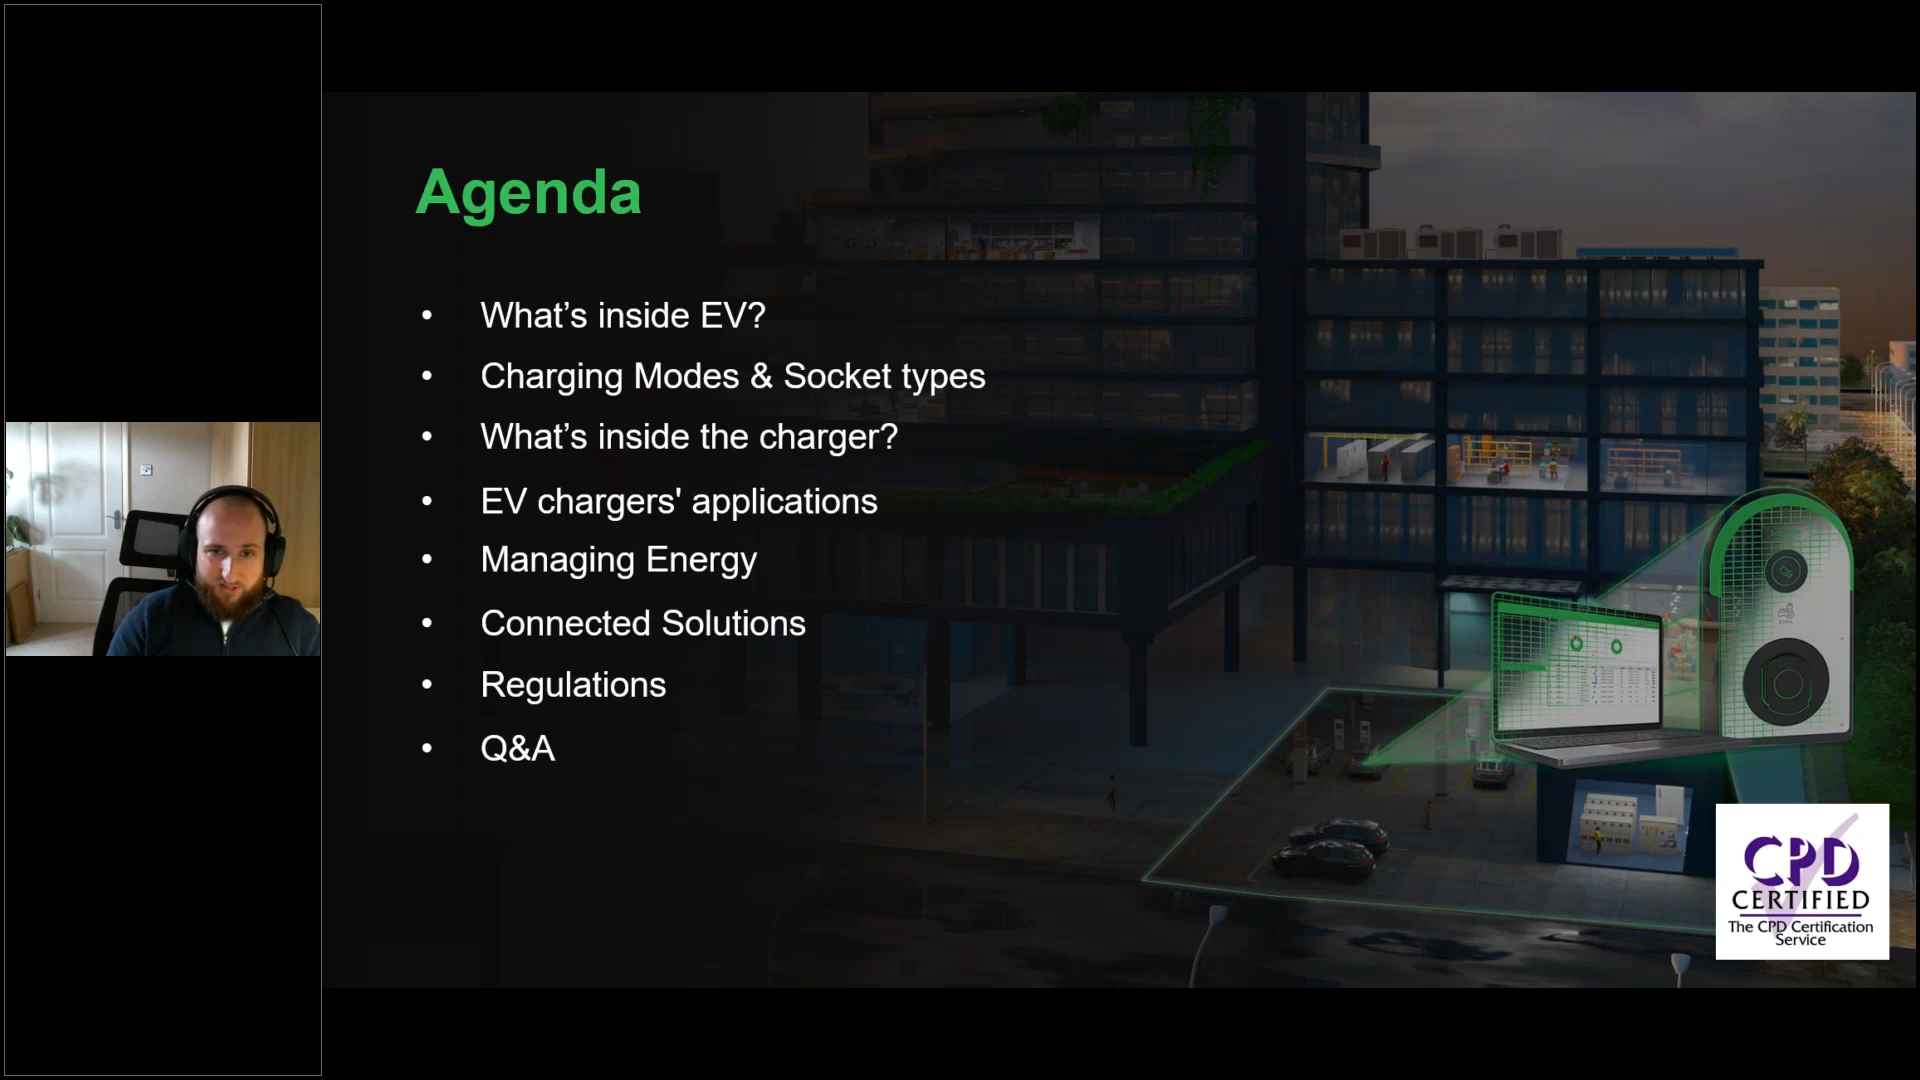 Agenda
• What’s inside EV?
• Charging Modes & Socket types
• What’s inside the charger?
• EV chargers' applications
• Managing Energy
• Connected Solutions
• Regulations
• Q&A
CPD
CERTIFIED
The CPD Certification
Service